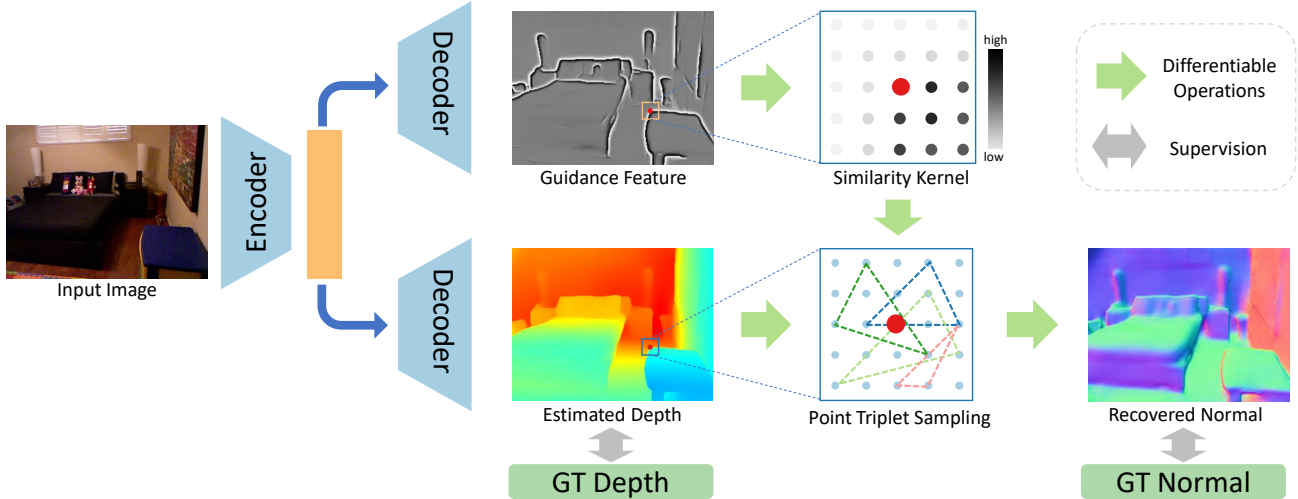 Input Image
Encoder
Decoder
Decoder
Guidance Feature
high
low
Similarity Kernel
Differentiable
Operations
Supervision
Estimated Depth
Point Triplet Sampling
Recovered Normal
GT Depth
GT Normal